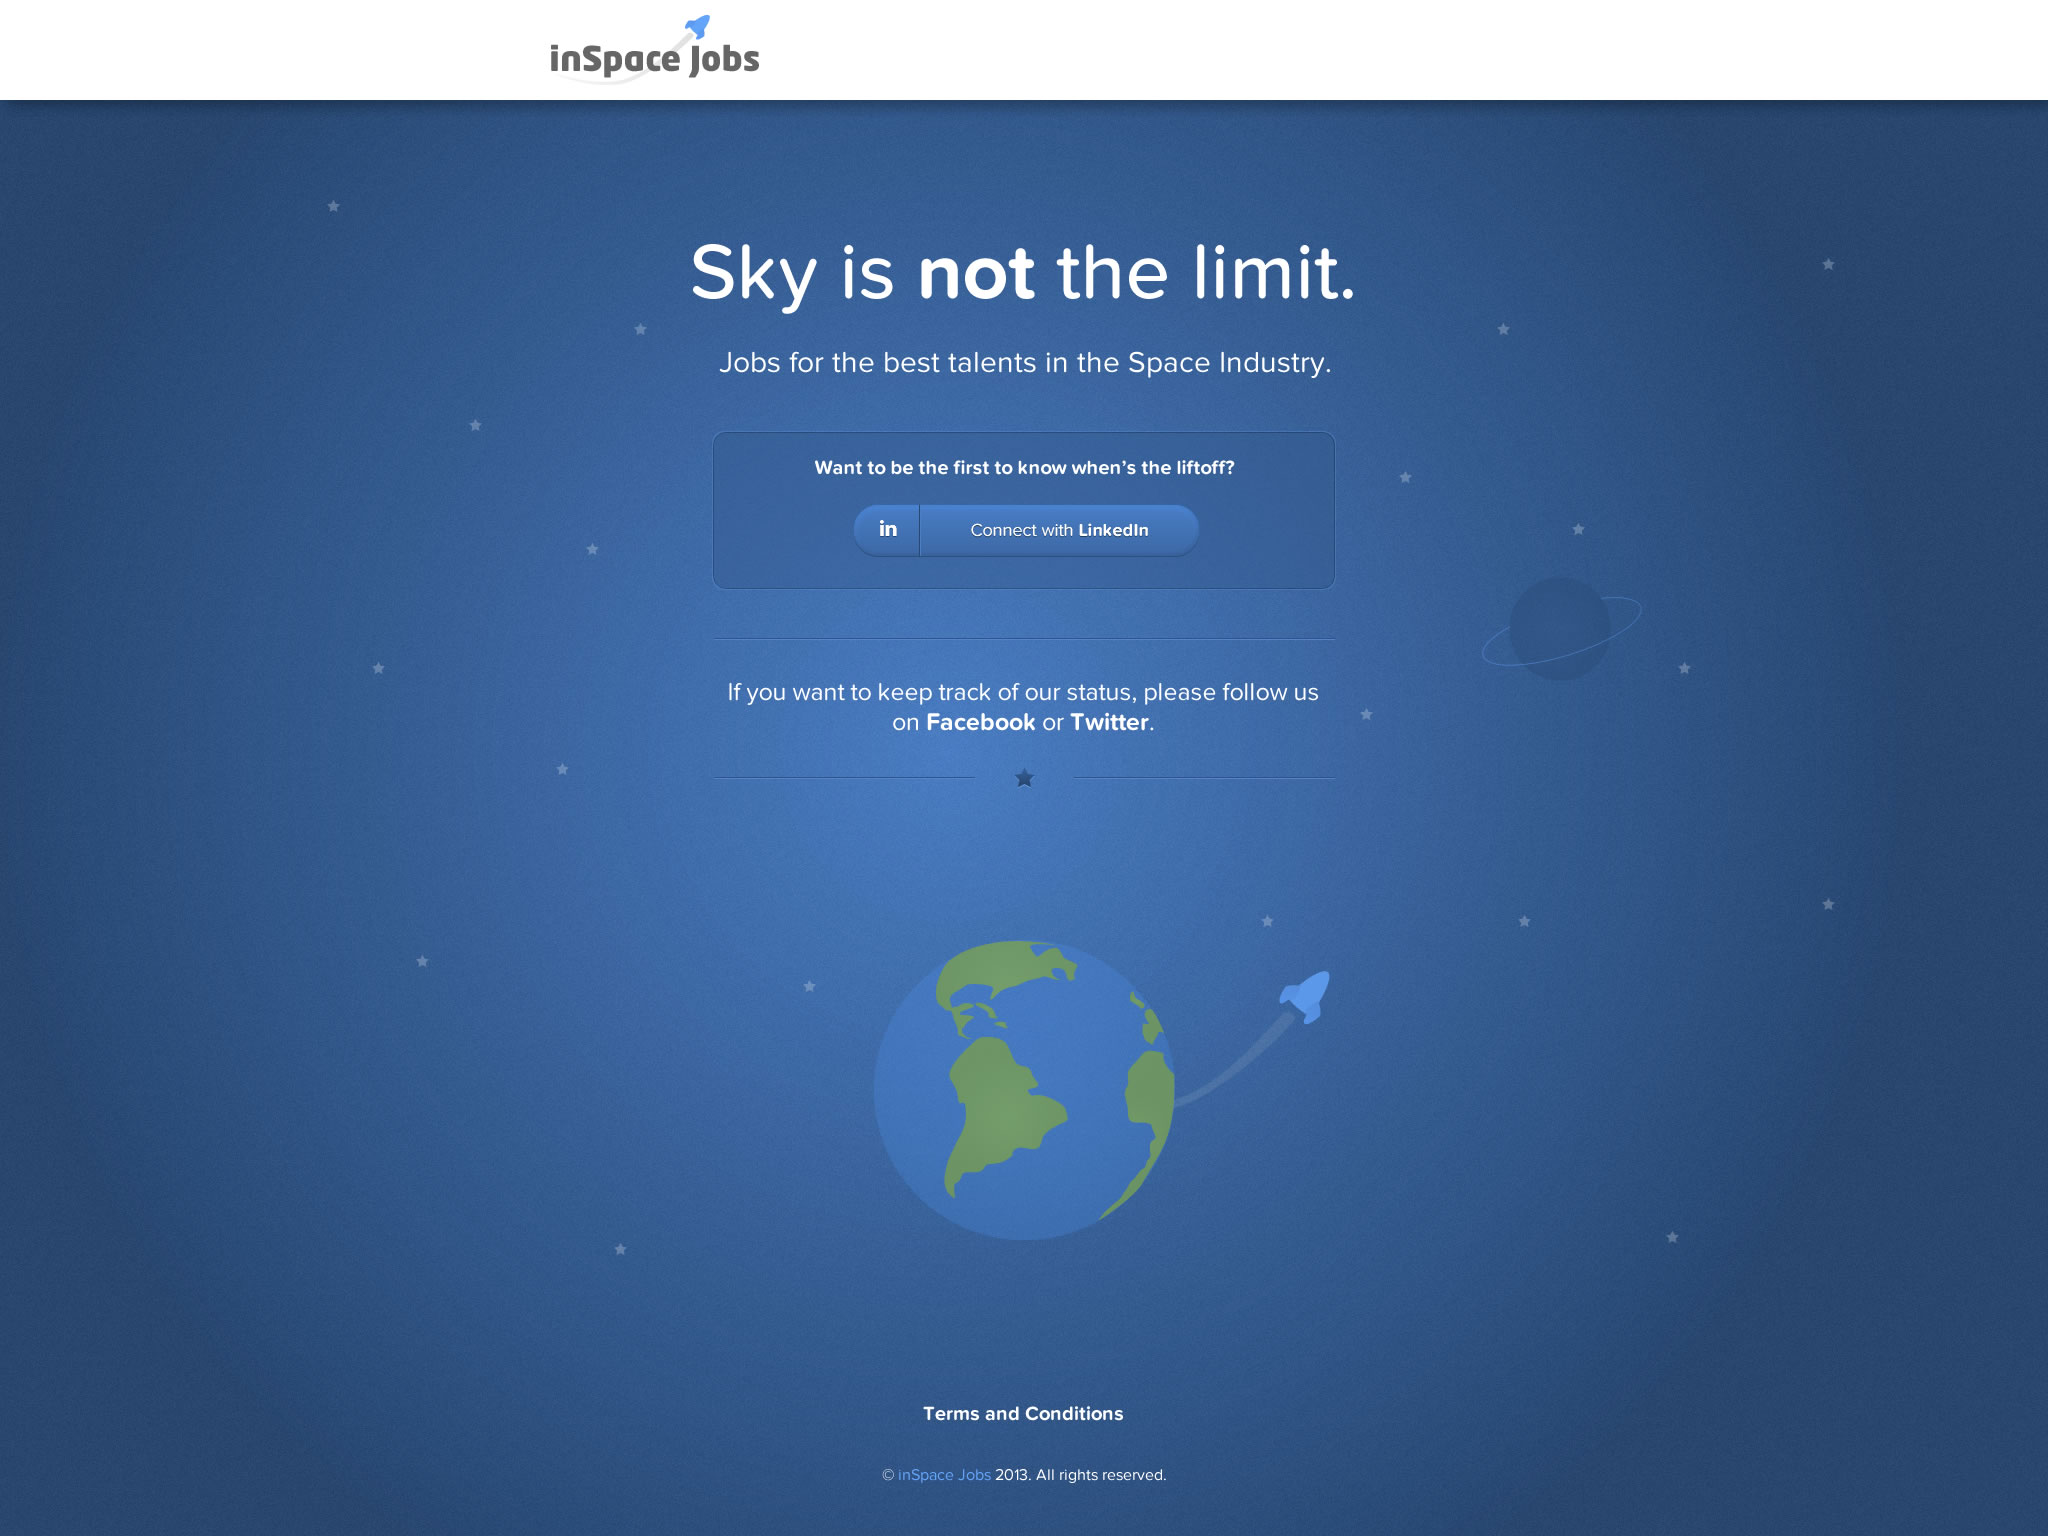 inSpace Jobs
Sky is not the limit.
Jobs for the best talents in the Space Industry.
Want to be the first to know when’s the liftoff?
in Connect with LinkedIn
If you want to keep track of our status, please follow us
on Facebook or Twitter.
Terms and Conditions
© inSpace Jobs 2013. All rights reserved.